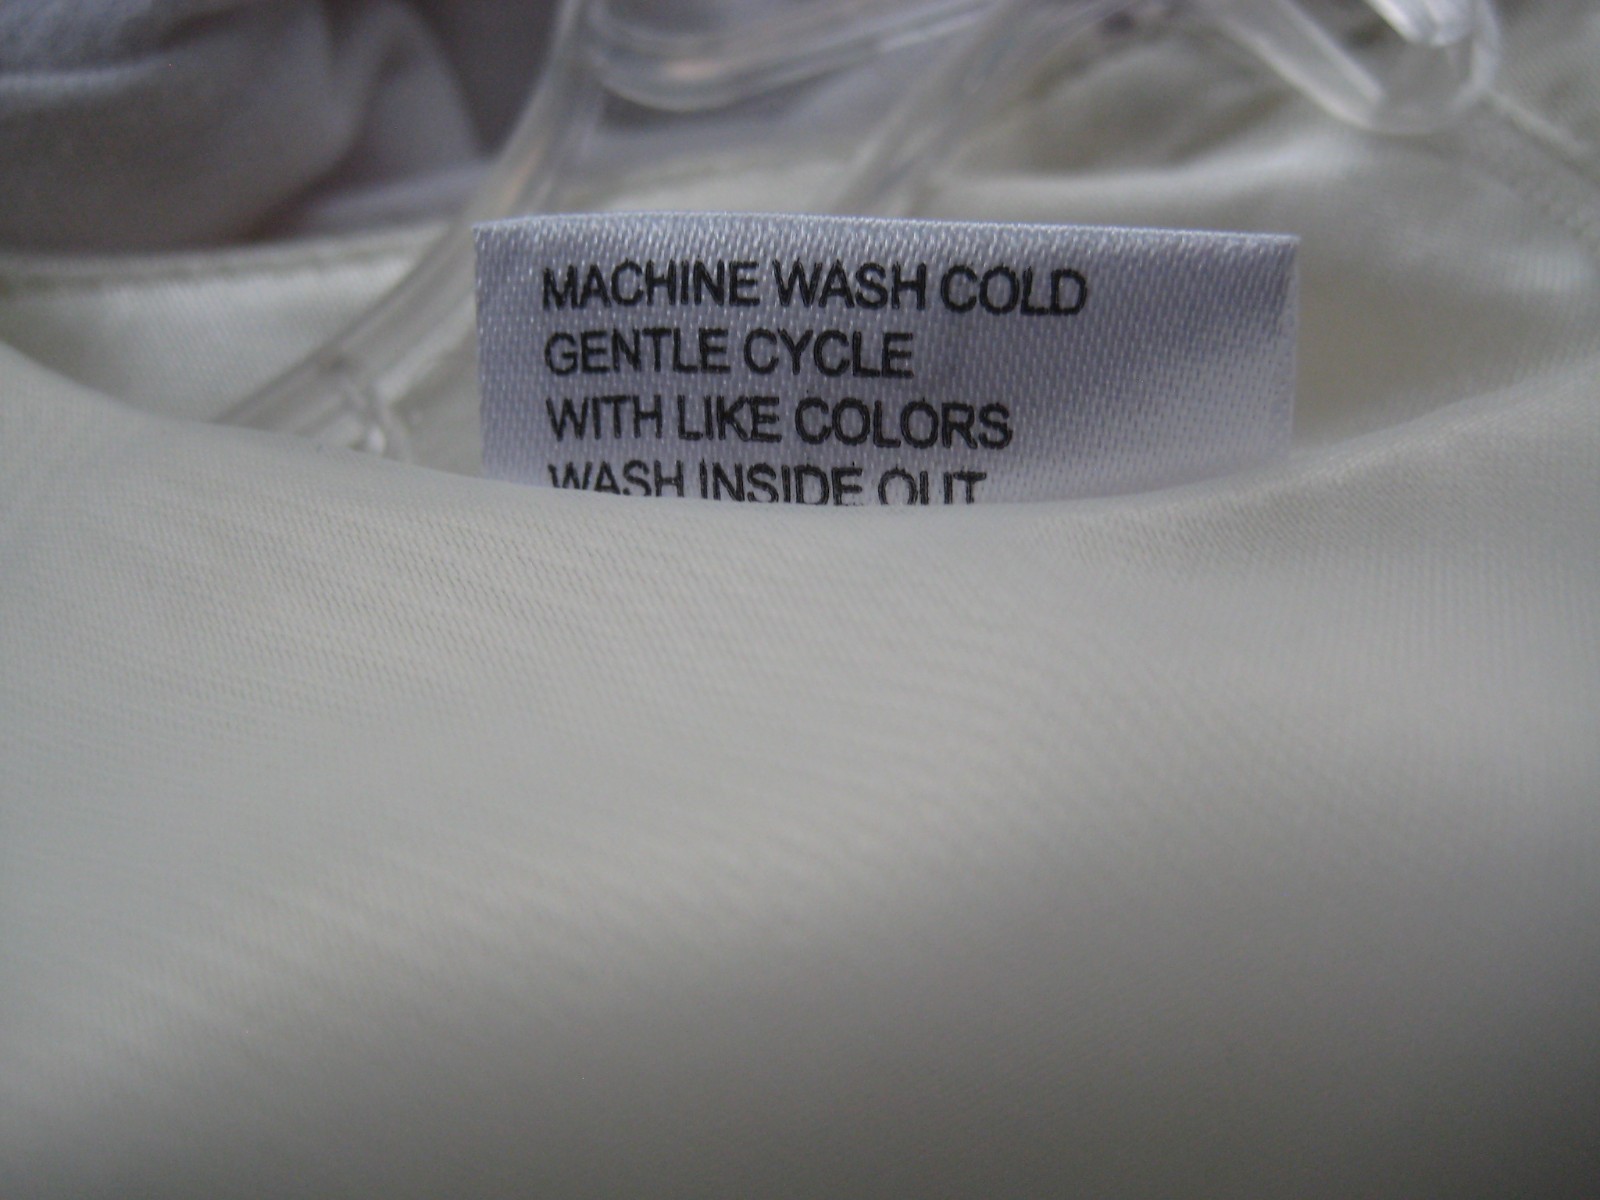 MACHINE WASH COLD
GENTLE CYCLE
WITH LIKE COLORS
WASH INSIDE OUT